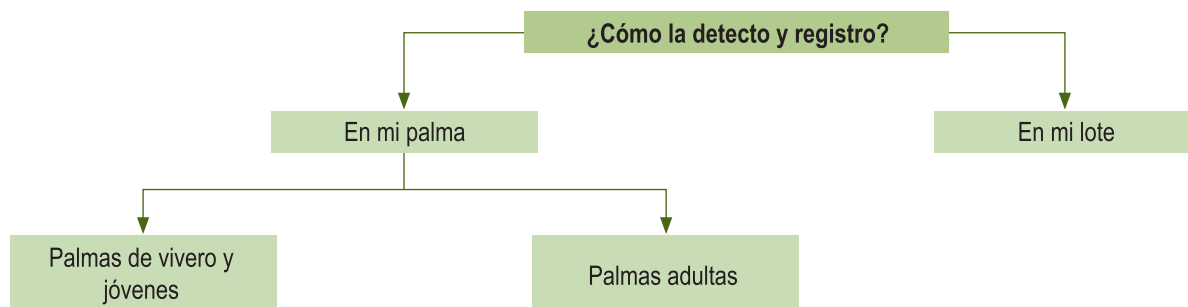 ¿Cómo la detecto y registro?
En mi palma
En mi lote
Palmas de vivero y
jóvenes
Palmas adultas